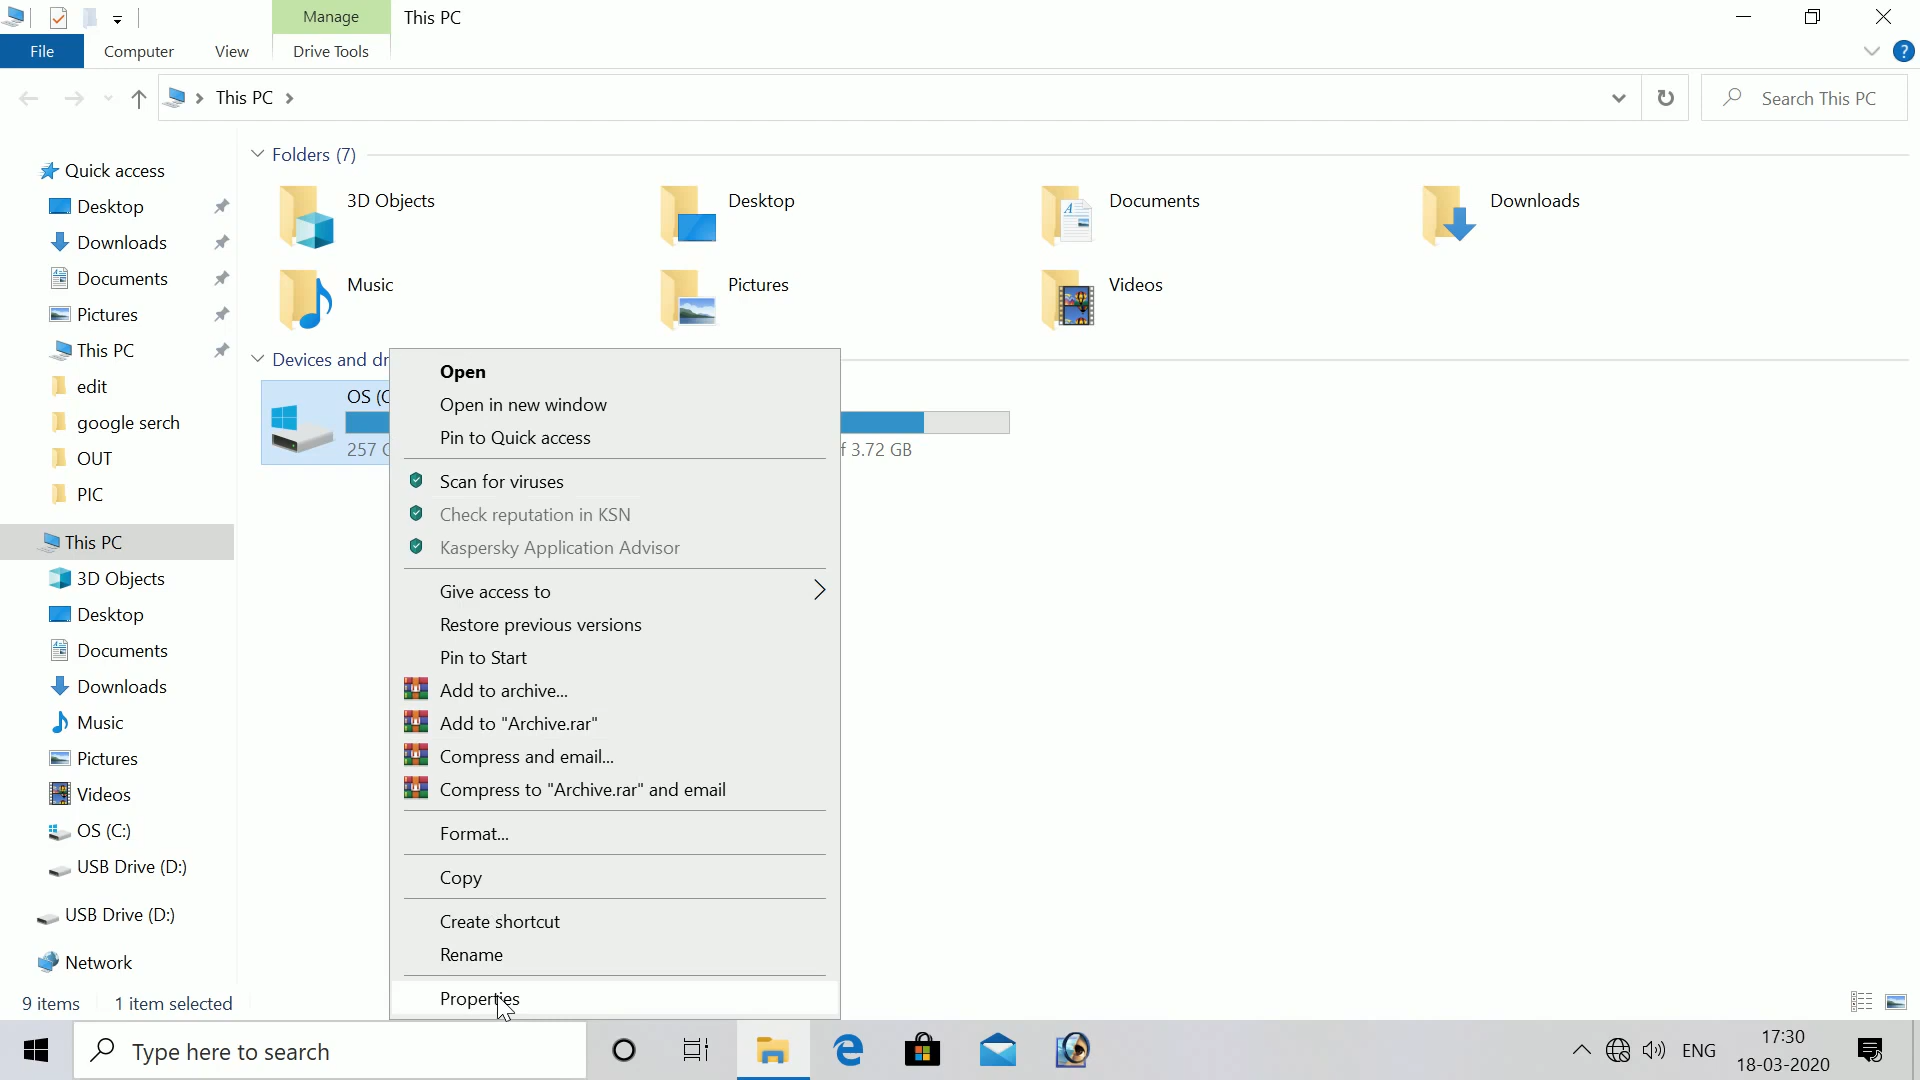 Manage
This PC
File
Computer
View
Drive Tools
This PC
Search This PC
Quick access
Desktop
Downloads
Documents
Pictures
This PC
edit
google serch
OUT
PIC
This PC
3D Objects
Desktop
Documents
Downloads
Music
Pictures
Videos
OS (C:)
USB Drive (D:)
USB Drive (D:)
Network
Folders (7)
3D Objects
Desktop
Documents
Downloads
Music
Pictures
Videos
Devices and dr
OS (C
257 G
f 3.72 GB
Open
Open in new window
Pin to Quick access
Scan for viruses
Check reputation in KSN
Kaspersky Application Advisor
Give access to
Restore previous versions
Pin to Start
Add to archive...
Add to "Archive.rar"
Compress and email...
Compress to "Archive.rar" and email
Format...
Copy
Create shortcut
Rename
Properties
9 items
1 item selected
Type here to search
ENG
17:30
18-03-2020